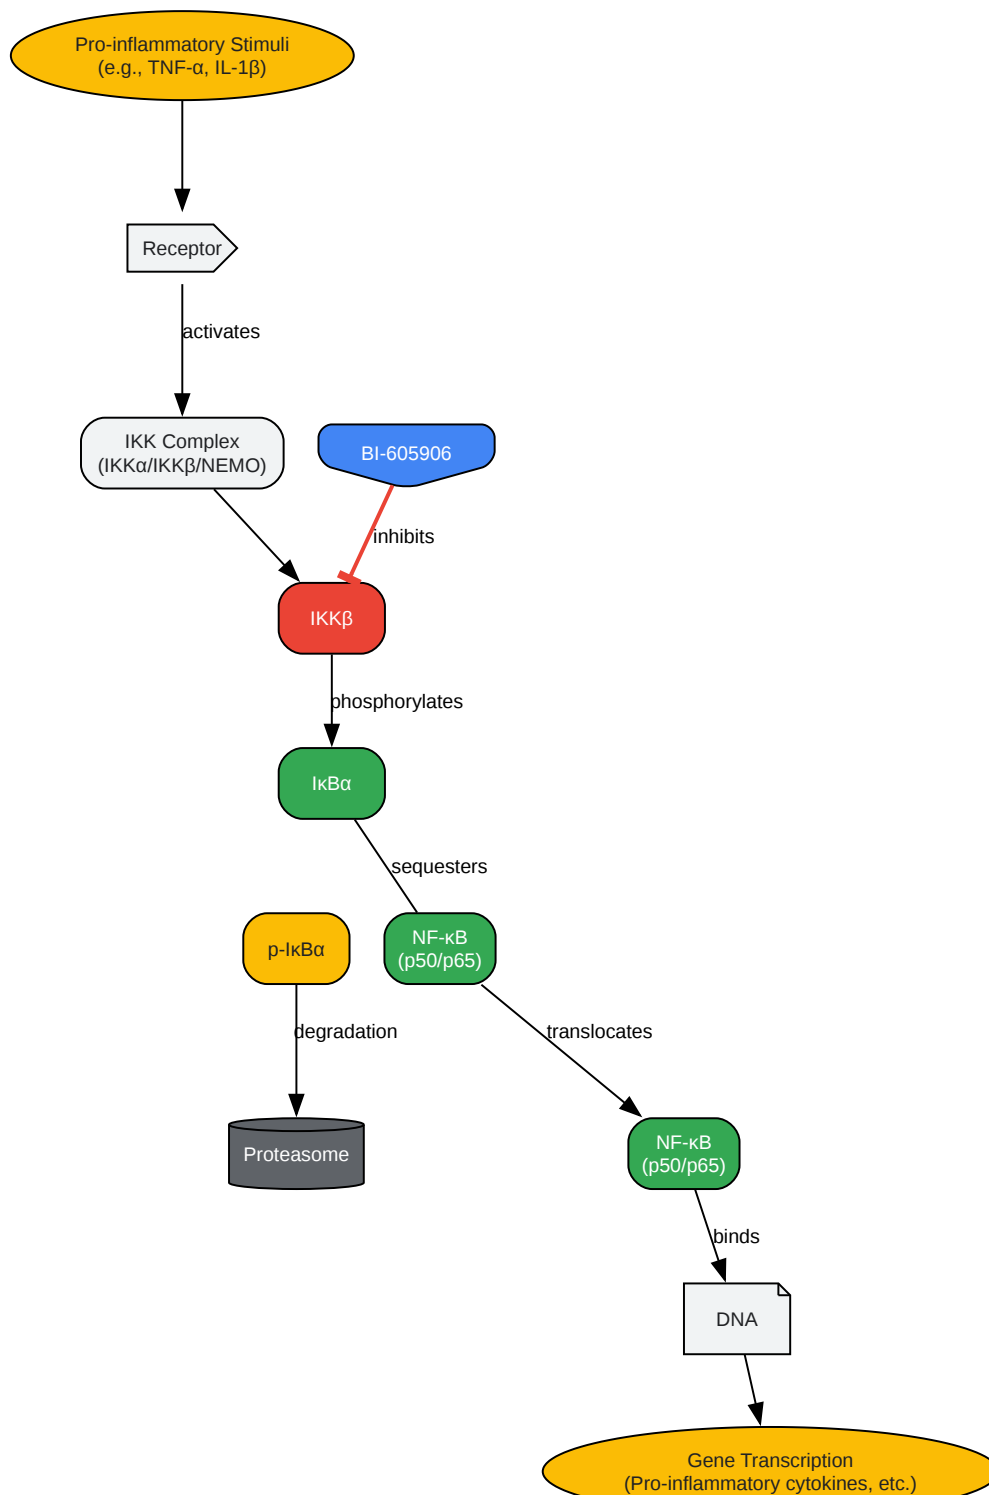 Pro-inflammatory Stimuli
(e.g., TNF-α, IL-1β)
Receptor
activates
IKK Complex
(IKKα/IKKβ/NEMO)
BI-605906
inhibits
IKKβ
phosphorylates
IκBα
sequesters
p-IκBα
NF-κB
(p50/p65)
degradation
translocates
Proteasome
NF-κB
(p50/p65)
binds
DNA
Gene Transcription
(Pro-inflammatory cytokines, etc.)